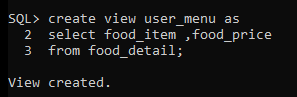 SQL> create view user_menu as
  2  select food_item ,food_price
  3  from food_detail;
View created.